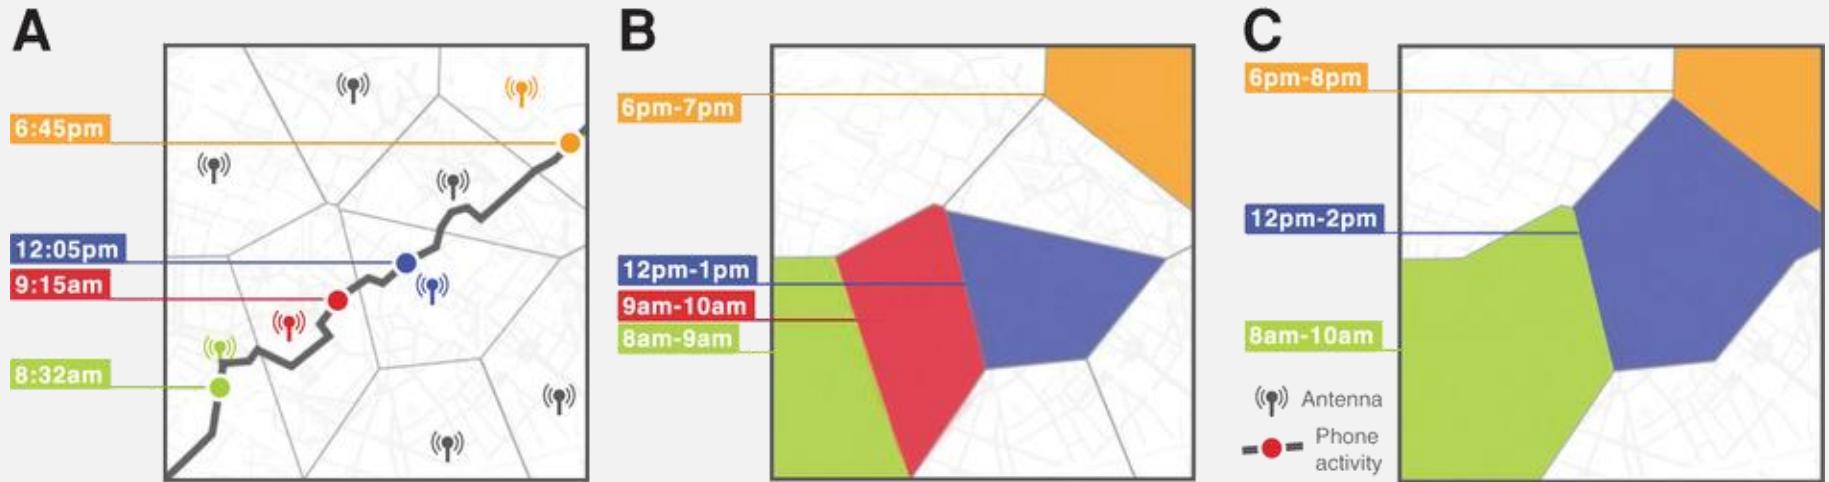 A
6:45pm
12:05pm
9:15am
8:32am
B
6pm-7pm
12pm-1pm
9am-10am
8am-9am
C
6pm-8pm
12pm-2pm
8am-10am
Antenna
Phone
activity